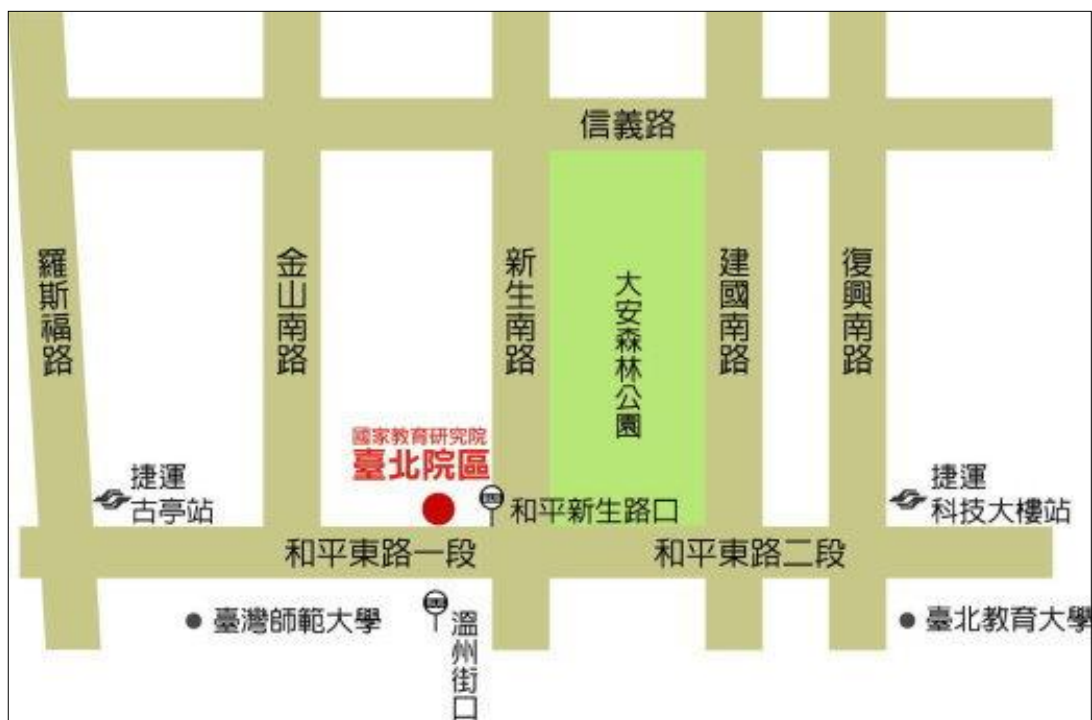 信義路
羅斯福路
金山南路
新生南路
大安森林公園
建國南路
復興南路
國家教育研究院
臺北院區
捷運
古亭站
和平新生路口
捷運
科技大樓站
和平東路一段
和平東路二段
臺灣師範大學
溫州街口
臺北教育大學